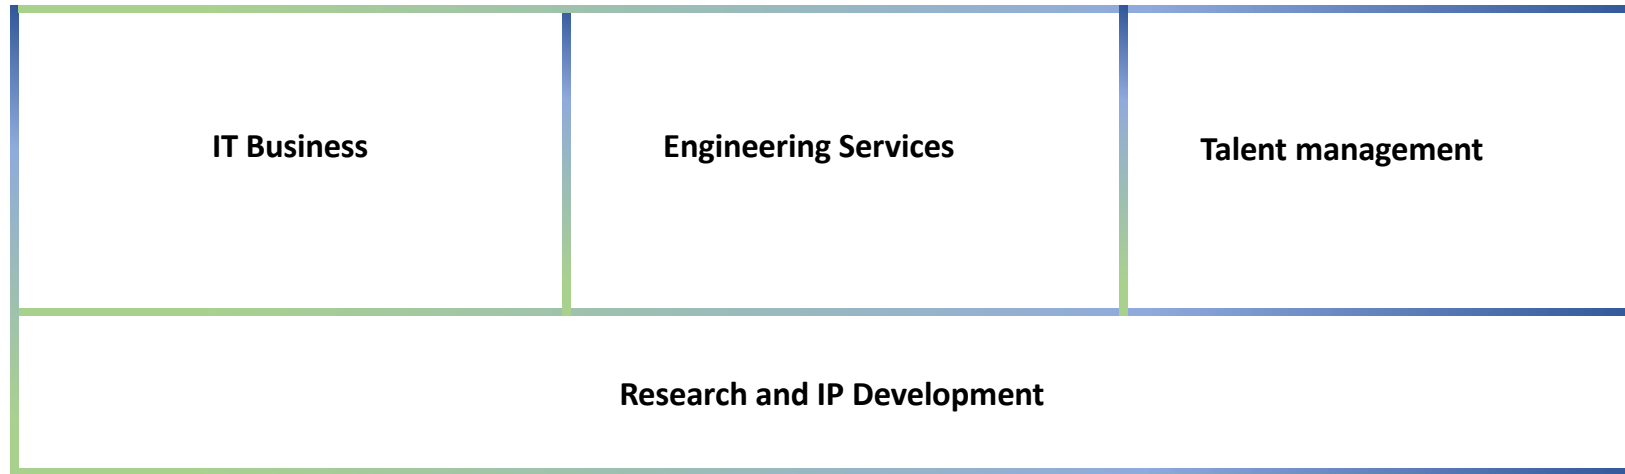 IT Business
Engineering Services
Talent management
Research and IP Development